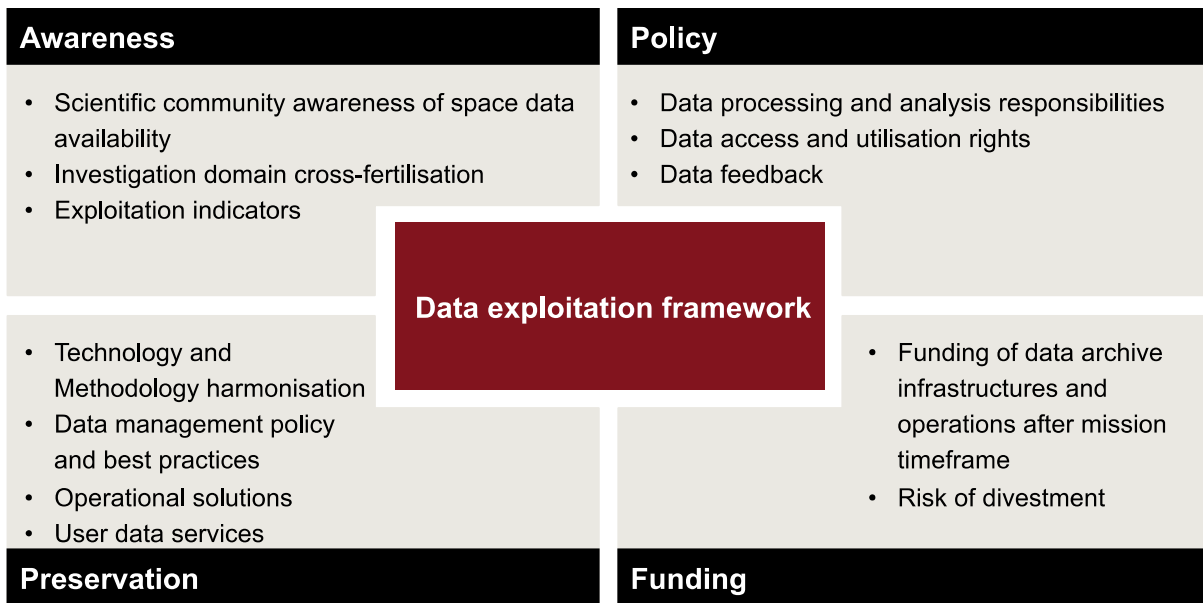 Awareness
• Scientific community awareness of space data
availability
• Investigation domain cross-fertilisation
• Exploitation indicators
Policy
• Data processing and analysis responsibilities
• Data access and utilisation rights
• Data feedback
Data exploitation framework
• Technology and
Methodology harmonisation
• Data management policy
and best practices
• Operational solutions
• User data services
Preservation
• Funding of data archive
infrastructures and
operations after mission
timeframe
• Risk of divestment
Funding